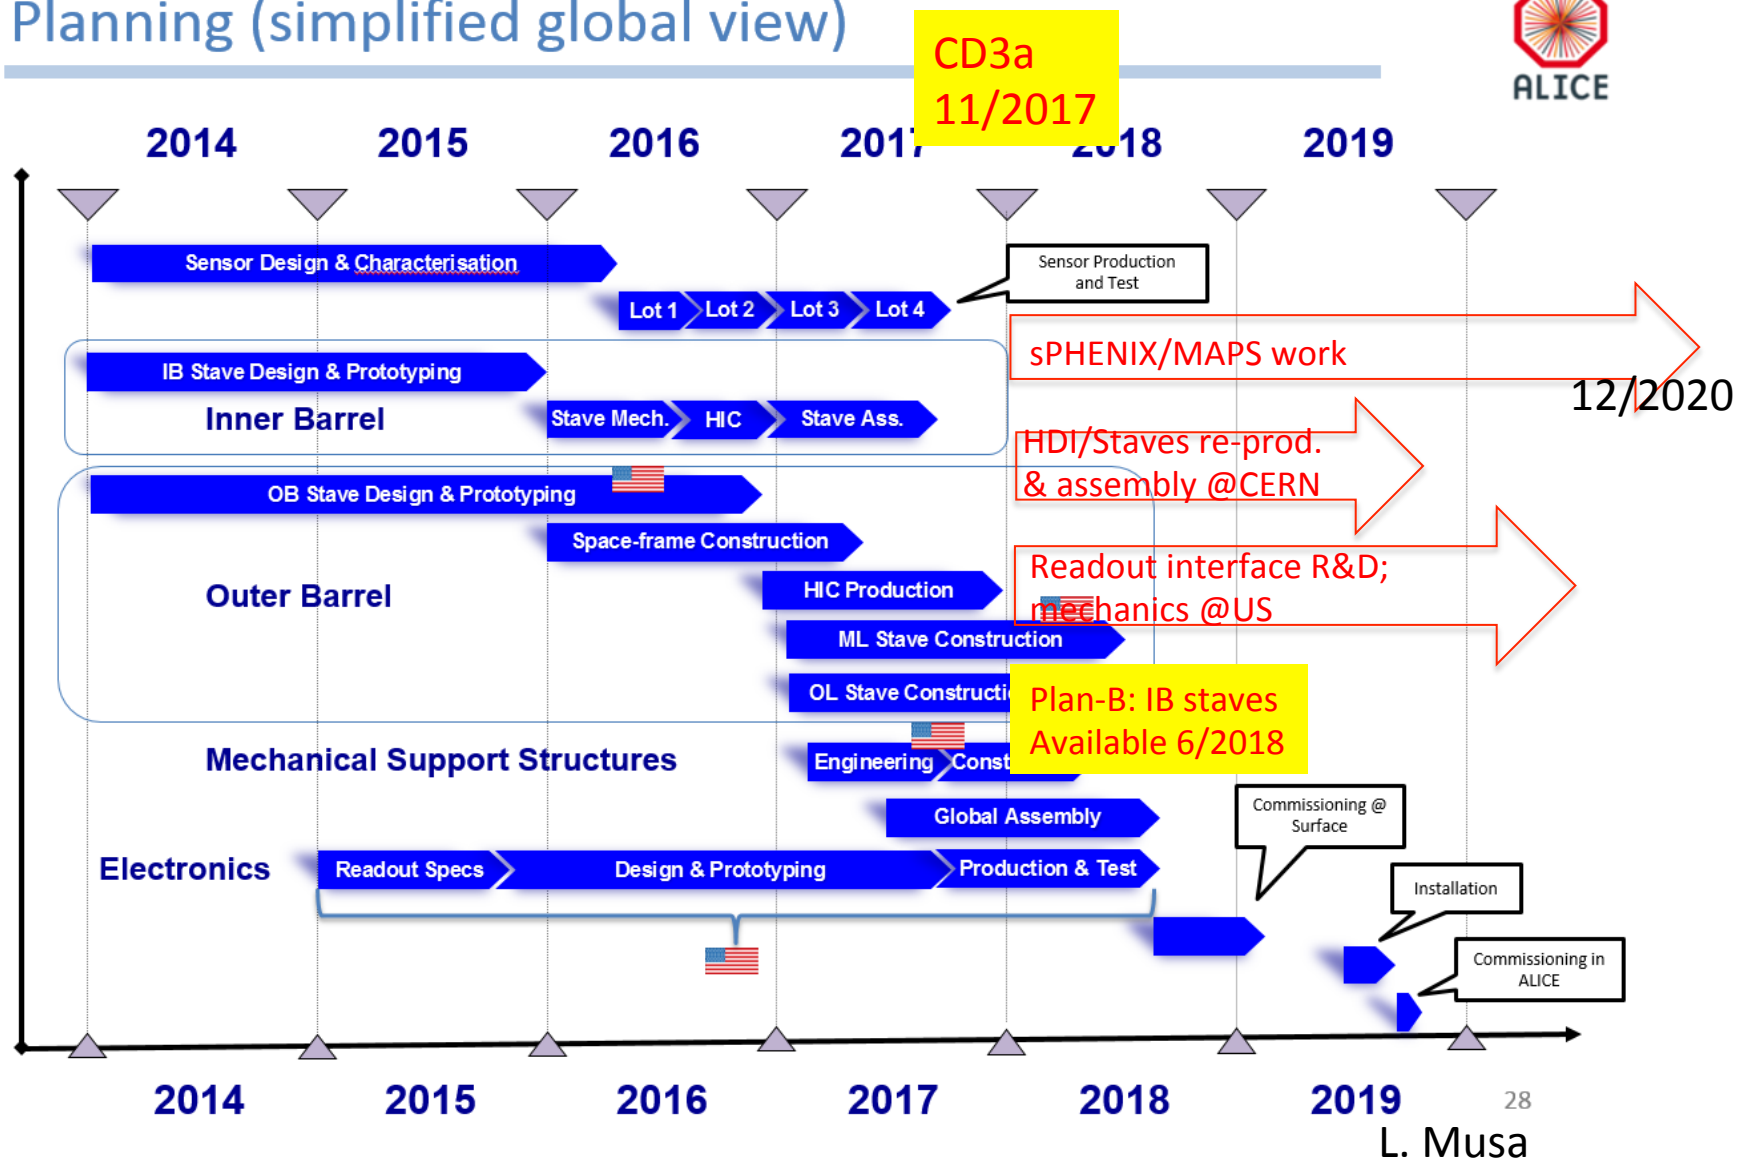 Planning (simplified global view)
CD3a
11/2017
ALICE
2014 2015 2016 2017 2018 2019
Sensor Design & Characterisation
Lot 1 Lot 2 Lot 3 Lot 4
Sensor Production
and Test
sPHENIX/MAPS work
12/2020
IB Stave Design & Prototyping
Inner Barrel
Stave Mech. HIC Stave Ass.
HDI/Staves re-prod.
& assembly @CERN
OB Stave Design & Prototyping
Space-frame Construction
Outer Barrel
HIC Production
Readout interface R&D;
mechanics @US
ML Stave Construction
OL Stave Constructi
Plan-B: IB staves
Available 6/2018
Mechanical Support Structures
Engineering Const
Global Assembly
Commissioning @
Surface
Electronics
Readout Specs Design & Prototyping Production & Test
Installation
Commissioning in
ALICE
2014 2015 2016 2017 2018 2019
28
L. Musa